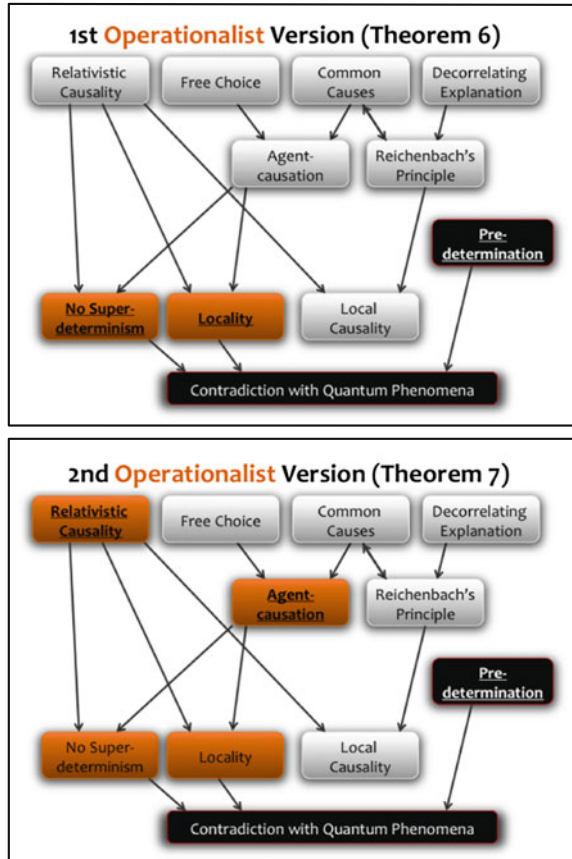 1st Operationalist Version (Theorem 6)
Relativistic
Causality
Free Choice
Common
Causes
Decorrelating
Explanation
Agent-
causation
Reichenbach's
Principle
Pre-
determination
No Super-
determinism
Locality
Local
Causality
Contradiction with Quantum Phenomena
2nd Operationalist Version (Theorem 7)
Relativistic
Causality
Free Choice
Common
Causes
Decorrelating
Explanation
Agent-
causation
Reichenbach's
Principle
Pre-
determination
No Super-
determinism
Locality
Local
Causality
Contradiction with Quantum Phenomena